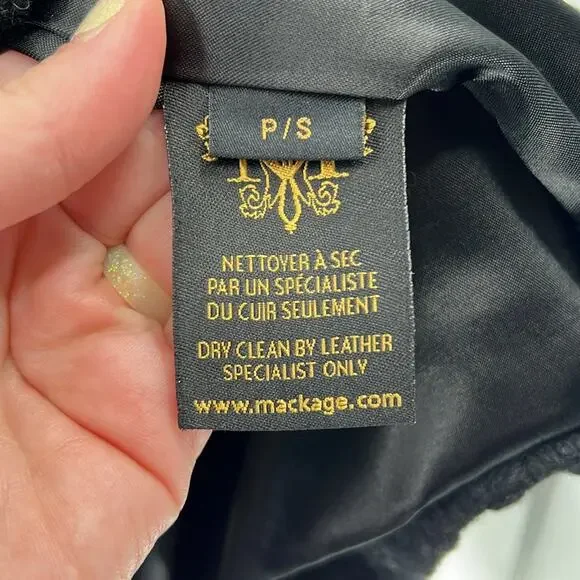 P/S
NETTOYER À SEC
PAR UN SPÉCIALISTE
DU CUIR SEULEMENT
DRY CLEAN BY LEATHER
SPECIALIST ONLY
www.mackage.com